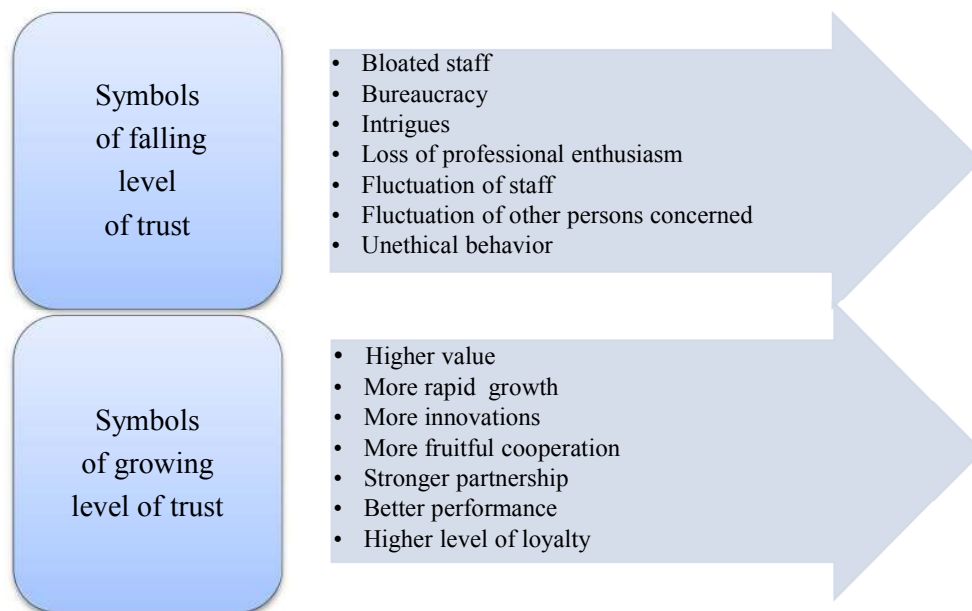 Symbols
of falling
level
of trust
• Bloated staff
• Bureaucracy
• Intrigues
• Loss of professional enthusiasm
• Fluctuation of staff
• Fluctuation of other persons concerned
• Unethical behavior
Symbols
of growing
level of trust
• Higher value
• More rapid growth
• More innovations
• More fruitful cooperation
• Stronger partnership
• Better performance
• Higher level of loyalty